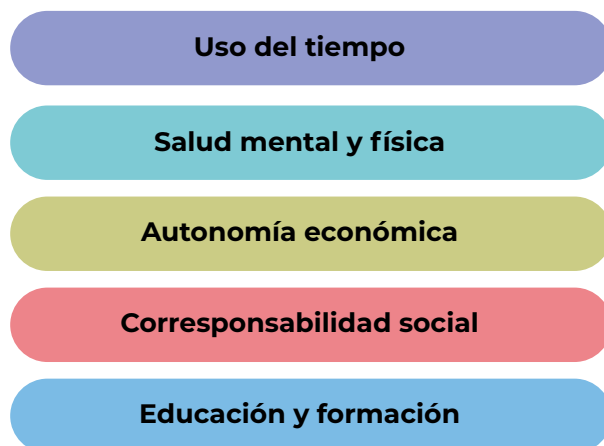 Uso del tiempo
Salud mental y física
Autonomía económica
Corresponsabilidad social
Educación y formación